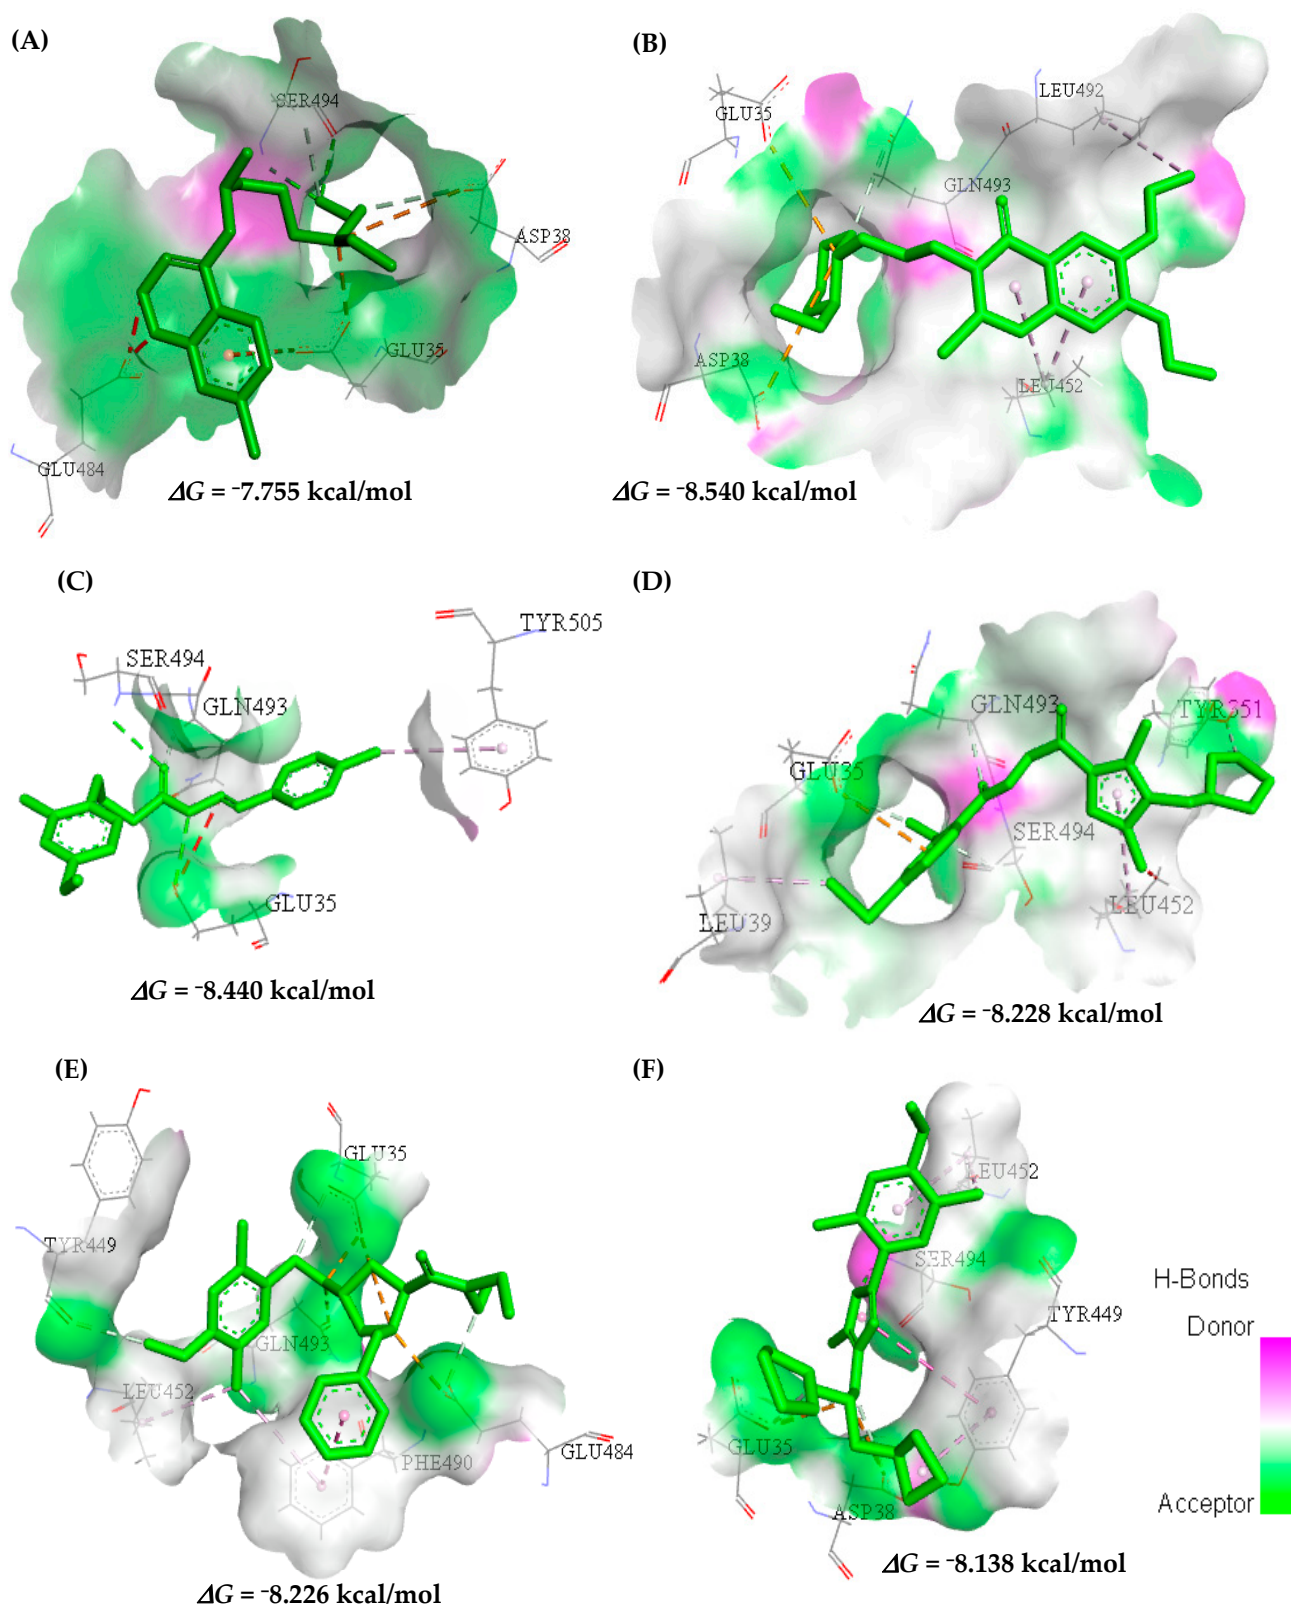 (A)
SER494
ASP38
GLU35
GLU484
ΔG = ⁻7.755 kcal/mol
(B)
GLU35
LEU492
GLN493
ASP38
LEU452
ΔG = ⁻8.540 kcal/mol
(C)
TYR505
SER494
GLN493
GLU35
ΔG = ⁻8.440 kcal/mol
(D)
GLN493
TYR351
GLU35
SER494
LEU39
LEU452
ΔG = ⁻8.228 kcal/mol
(E)
GLU35
TYR449
GLN493
LEU452
PHE490
GLU484
ΔG = ⁻8.226 kcal/mol
(F)
LEU452
SER494
TYR449
GLU35
ASP38
ΔG = ⁻8.138 kcal/mol
H-Bonds
Donor
Acceptor